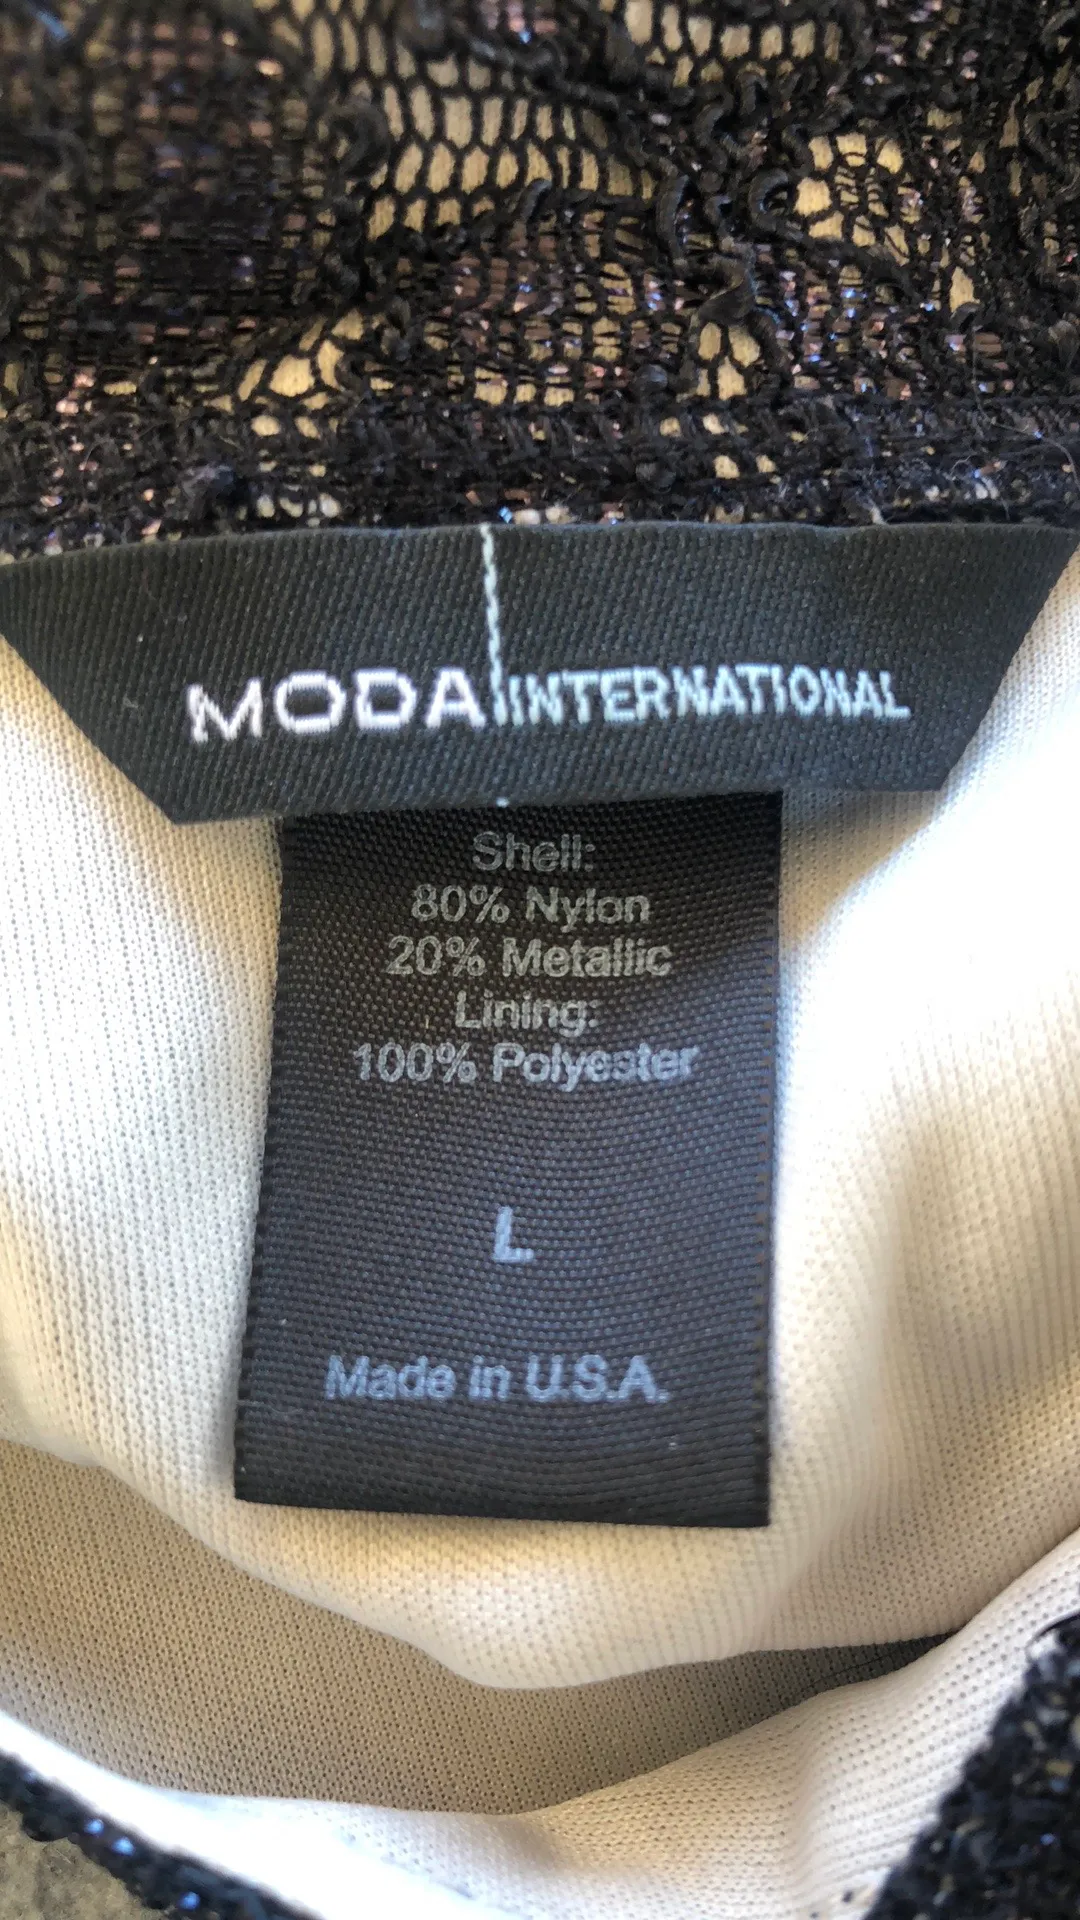 MODA INTERNATIONAL
Shell:
80% Nylon
20% Metallic
Lining:
100% Polyester
L
Made in U.S.A.